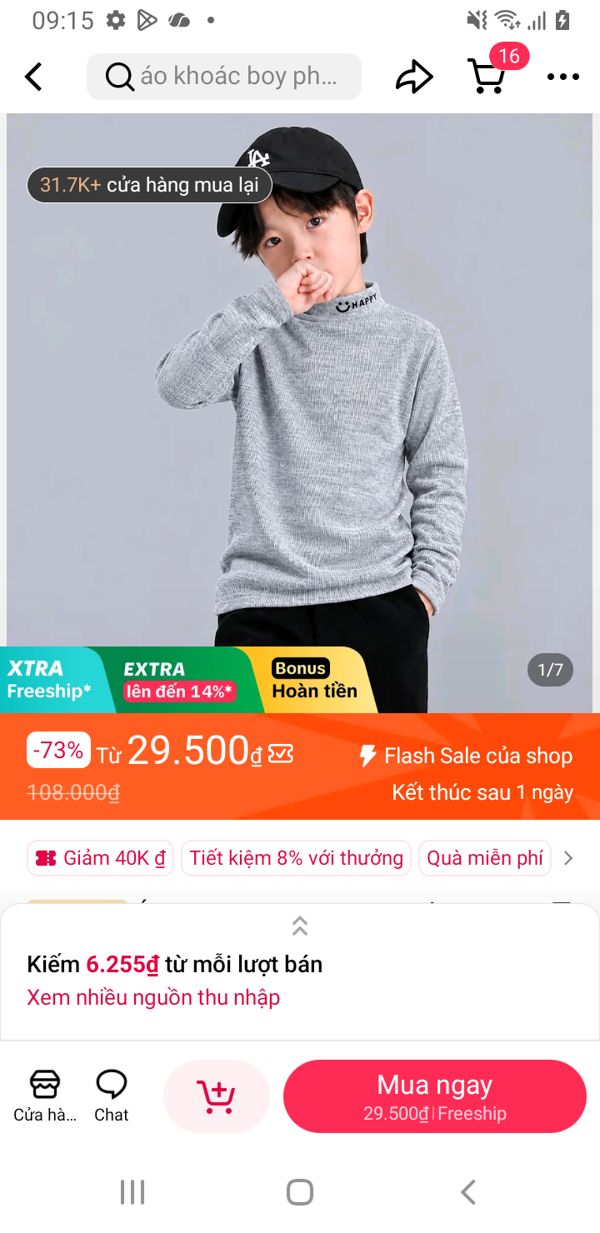 09:15
16
áo khoác boy ph...
31.7K+ cửa hàng mua lại
LA
HAPPY
XTRA
Freeship*
EXTRA
lên đến 14%*
Bonus
Hoàn tiền
1/7
-73% Từ 29.500₫
Flash Sale của shop
108.000₫
Kết thúc sau 1 ngày
Giảm 40K ₫
Tiết kiệm 8% với thưởng
Quà miễn phí
Kiếm 6.255₫ từ mỗi lượt bán
Xem nhiều nguồn thu nhập
Cửa hà...
Chat
Mua ngay
29.500₫ | Freeship